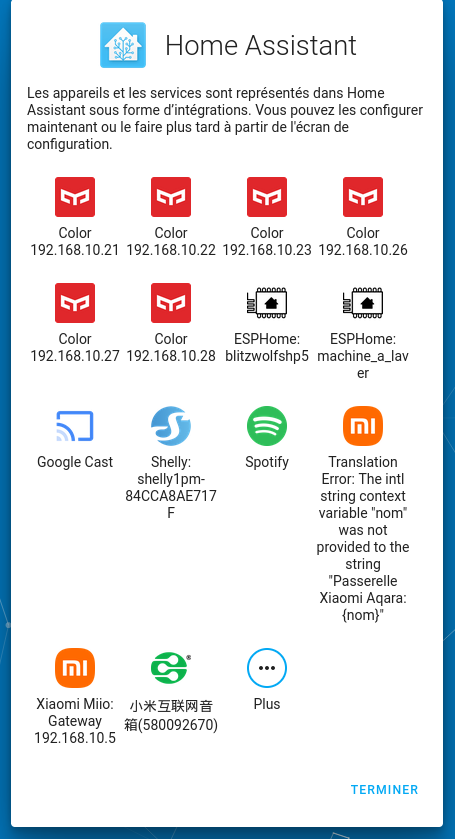 Home Assistant
Les appareils et les services sont représentés dans Home
Assistant sous forme d'intégrations. Vous pouvez les configurer
maintenant ou le faire plus tard à partir de l'écran de
configuration.
Color
192.168.10.21
Color
192.168.10.22
Color
192.168.10.23
Color
192.168.10.26
Color
192.168.10.27
Color
192.168.10.28
ESPHome:
blitzwolfshp5
ESPHome:
machine_a_lav
er
Google Cast
Shelly:
shelly1pm-
84CCA8AE717
F
Spotify
Translation
Error: The intl
string context
variable "nom"
was not
provided to the
string
"Passerelle
Xiaomi Aqara:
{nom}"
Xiaomi Miio:
Gateway
192.168.10.5
小米互联网音
箱(580092670)
Plus
TERMINER